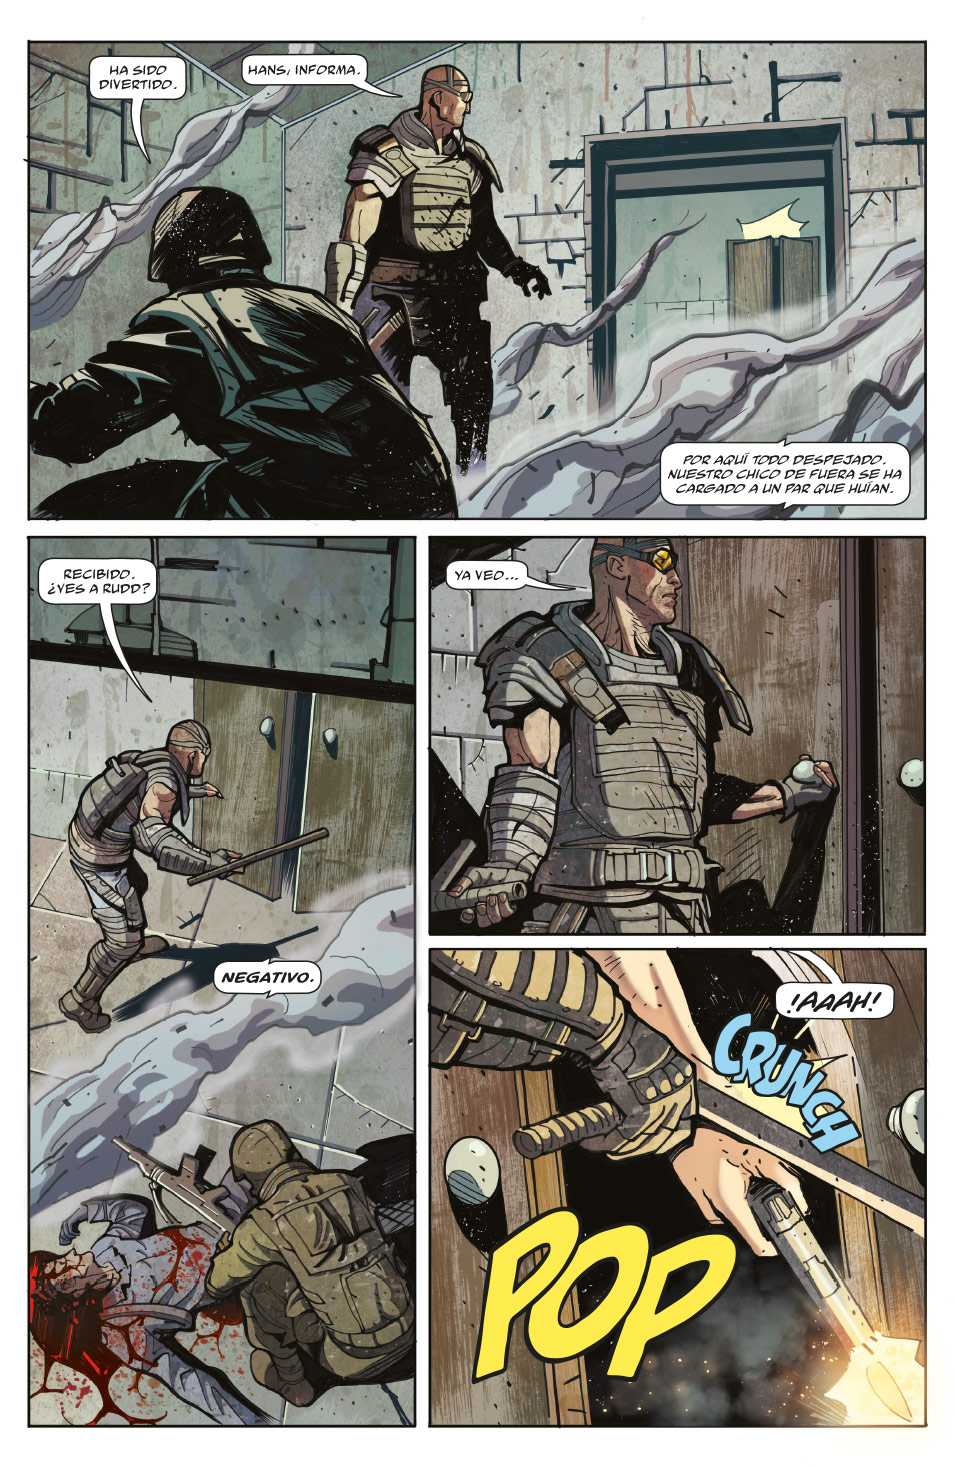 HA SIDO
DIVERTIDO.
HANS, INFORMA.
POR AQUÍ TODO DESPEJADO.
NUESTRO CHICO DE FUERA SE HA
CARGADO A UN PAR QUE HUÍAN.
RECIBIDO.
¿VES A RUDD?
NEGATIVO.
YA VEO...
¡AAAH!
CRUNCH
POP